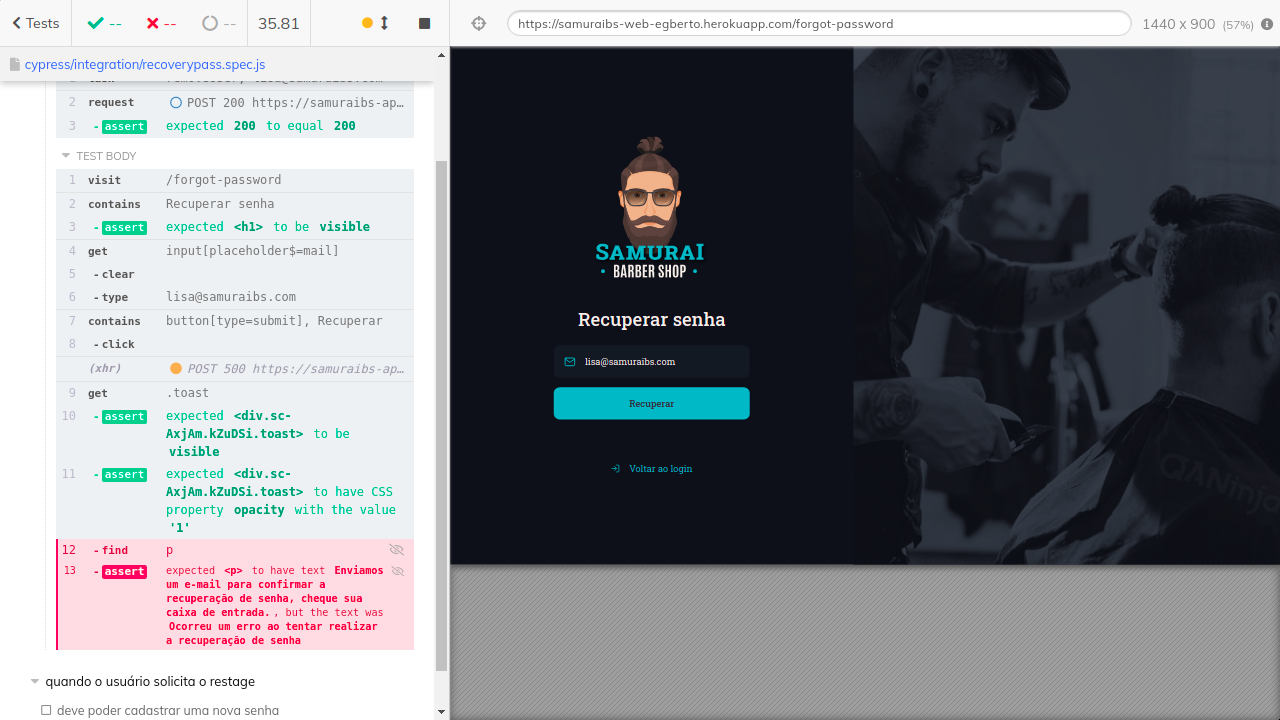 Tests
--
--
--
35.81
https://samuraibs-web-egberto.herokuapp.com/forgot-password
1440 x 900 (57%)
cypress/integration/recoverypass.spec.js
2 request POST 200 https://samuraibs-ap…
3 - assert expected 200 to equal 200
TEST BODY
1 visit /forgot-password
2 contains Recuperar senha
3 - assert expected <h1> to be visible
4 get input[placeholder$=mail]
5 - clear
6 - type lisa@samuraibs.com
7 contains button[type=submit], Recuperar
8 - click
(xhr) POST 500 https://samuraibs-ap…
9 get .toast
10 - assert expected <div.sc-
AxjAm.kZuDSi.toast> to be
visible
11 - assert expected <div.sc-
AxjAm.kZuDSi.toast> to have CSS
property opacity with the value
'1'
12 - find p
13 - assert expected <p> to have text Enviamos
um e-mail para confirmar a
recuperação de senha, cheque sua
caixa de entrada. , but the text was
Ocorreu um erro ao tentar realizar
a recuperação de senha
quando o usuário solicita o restage
deve poder cadastrar uma nova senha
SAMURAI
• BARBER SHOP •
Recuperar senha
lisa@samuraibs.com
Recuperar
Voltar ao login